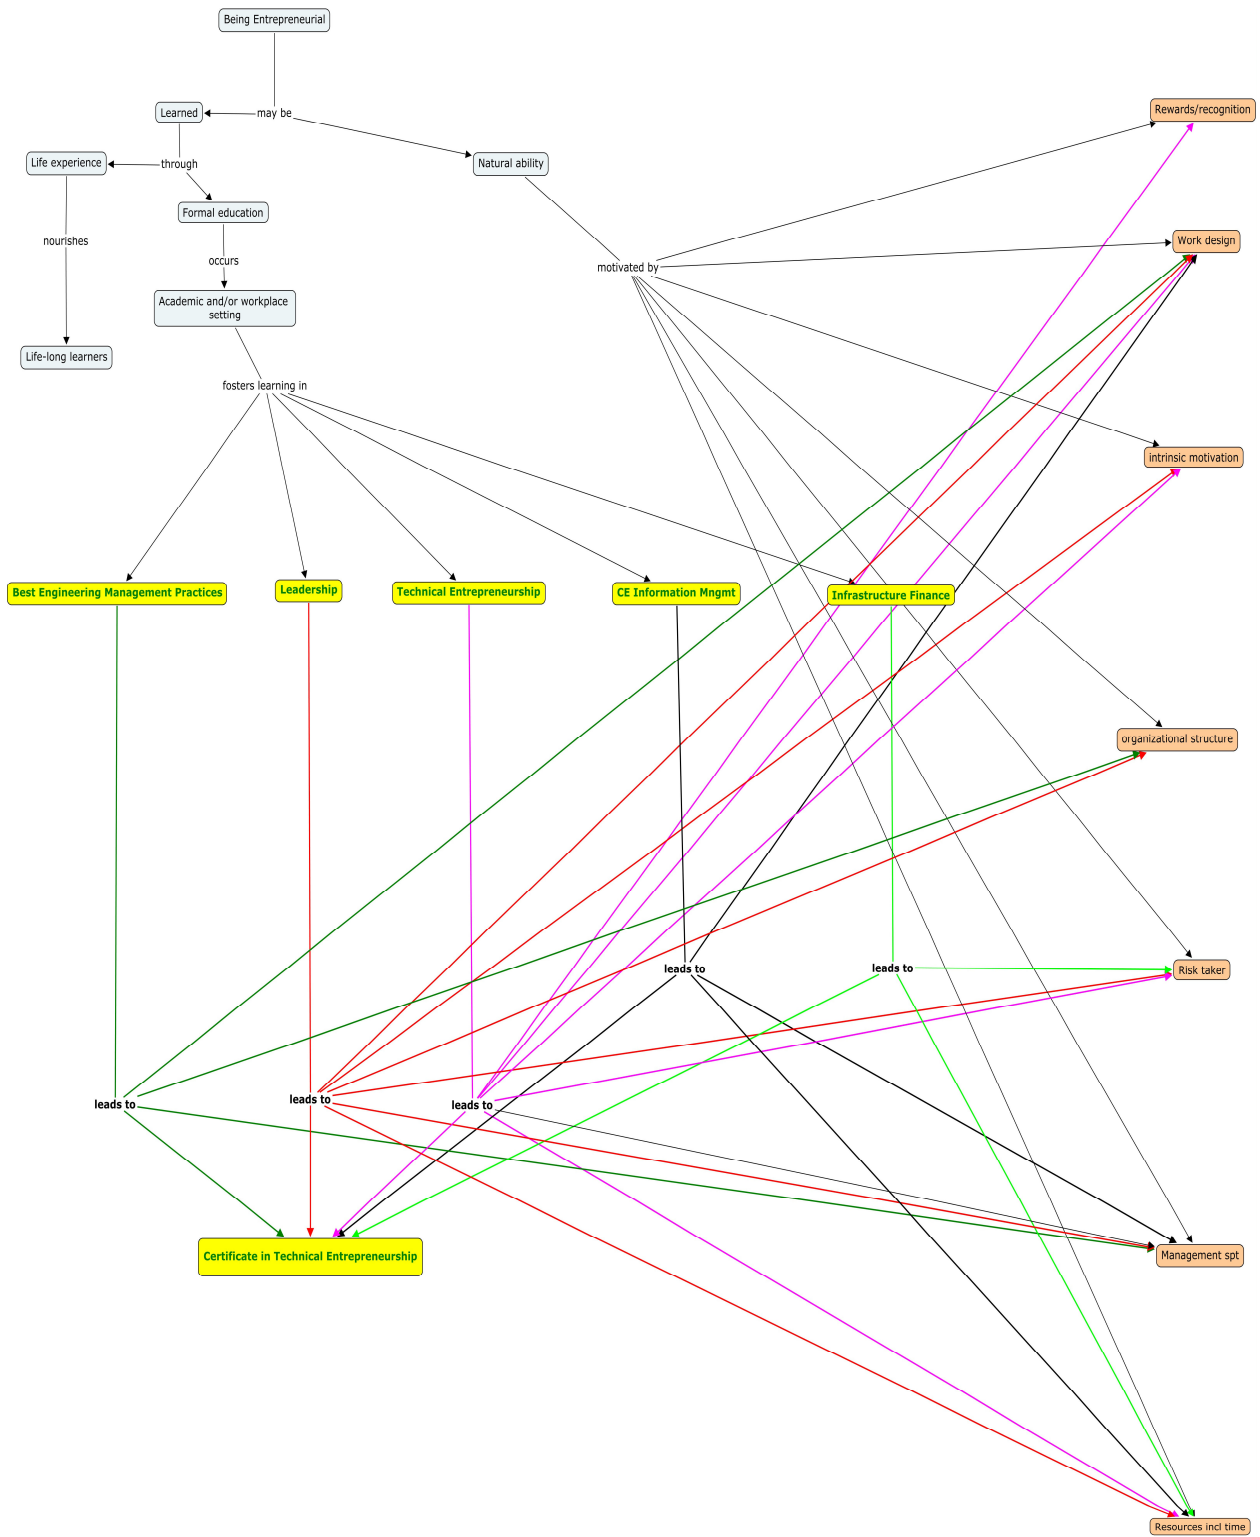 Being Entrepreneurial
Learned
may be
Rewards/recognition
Life experience
through
Natural ability
Formal education
nourishes
occurs
motivated by
Work design
Academic and/or workplace
setting
Life-long learners
fosters learning in
intrinsic motivation
Best Engineering Management Practices
Leadership
Technical Entrepreneurship
CE Information Mngmt
Infrastructure Finance
organizational structure
leads to
leads to
Risk taker
leads to
leads to
leads to
Certificate in Technical Entrepreneurship
Management spt
Resources incl time